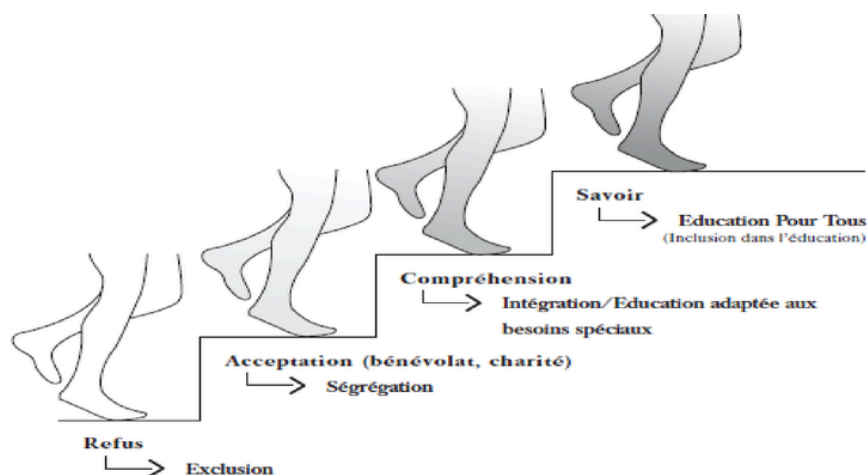 Savoir
Education Pour Tous
(Inclusion dans l'éducation)
Compréhension
Intégration/Education adaptée aux
besoins spéciaux
Acceptation (bénévolat, charité)
Ségrégation
Refus
Exclusion